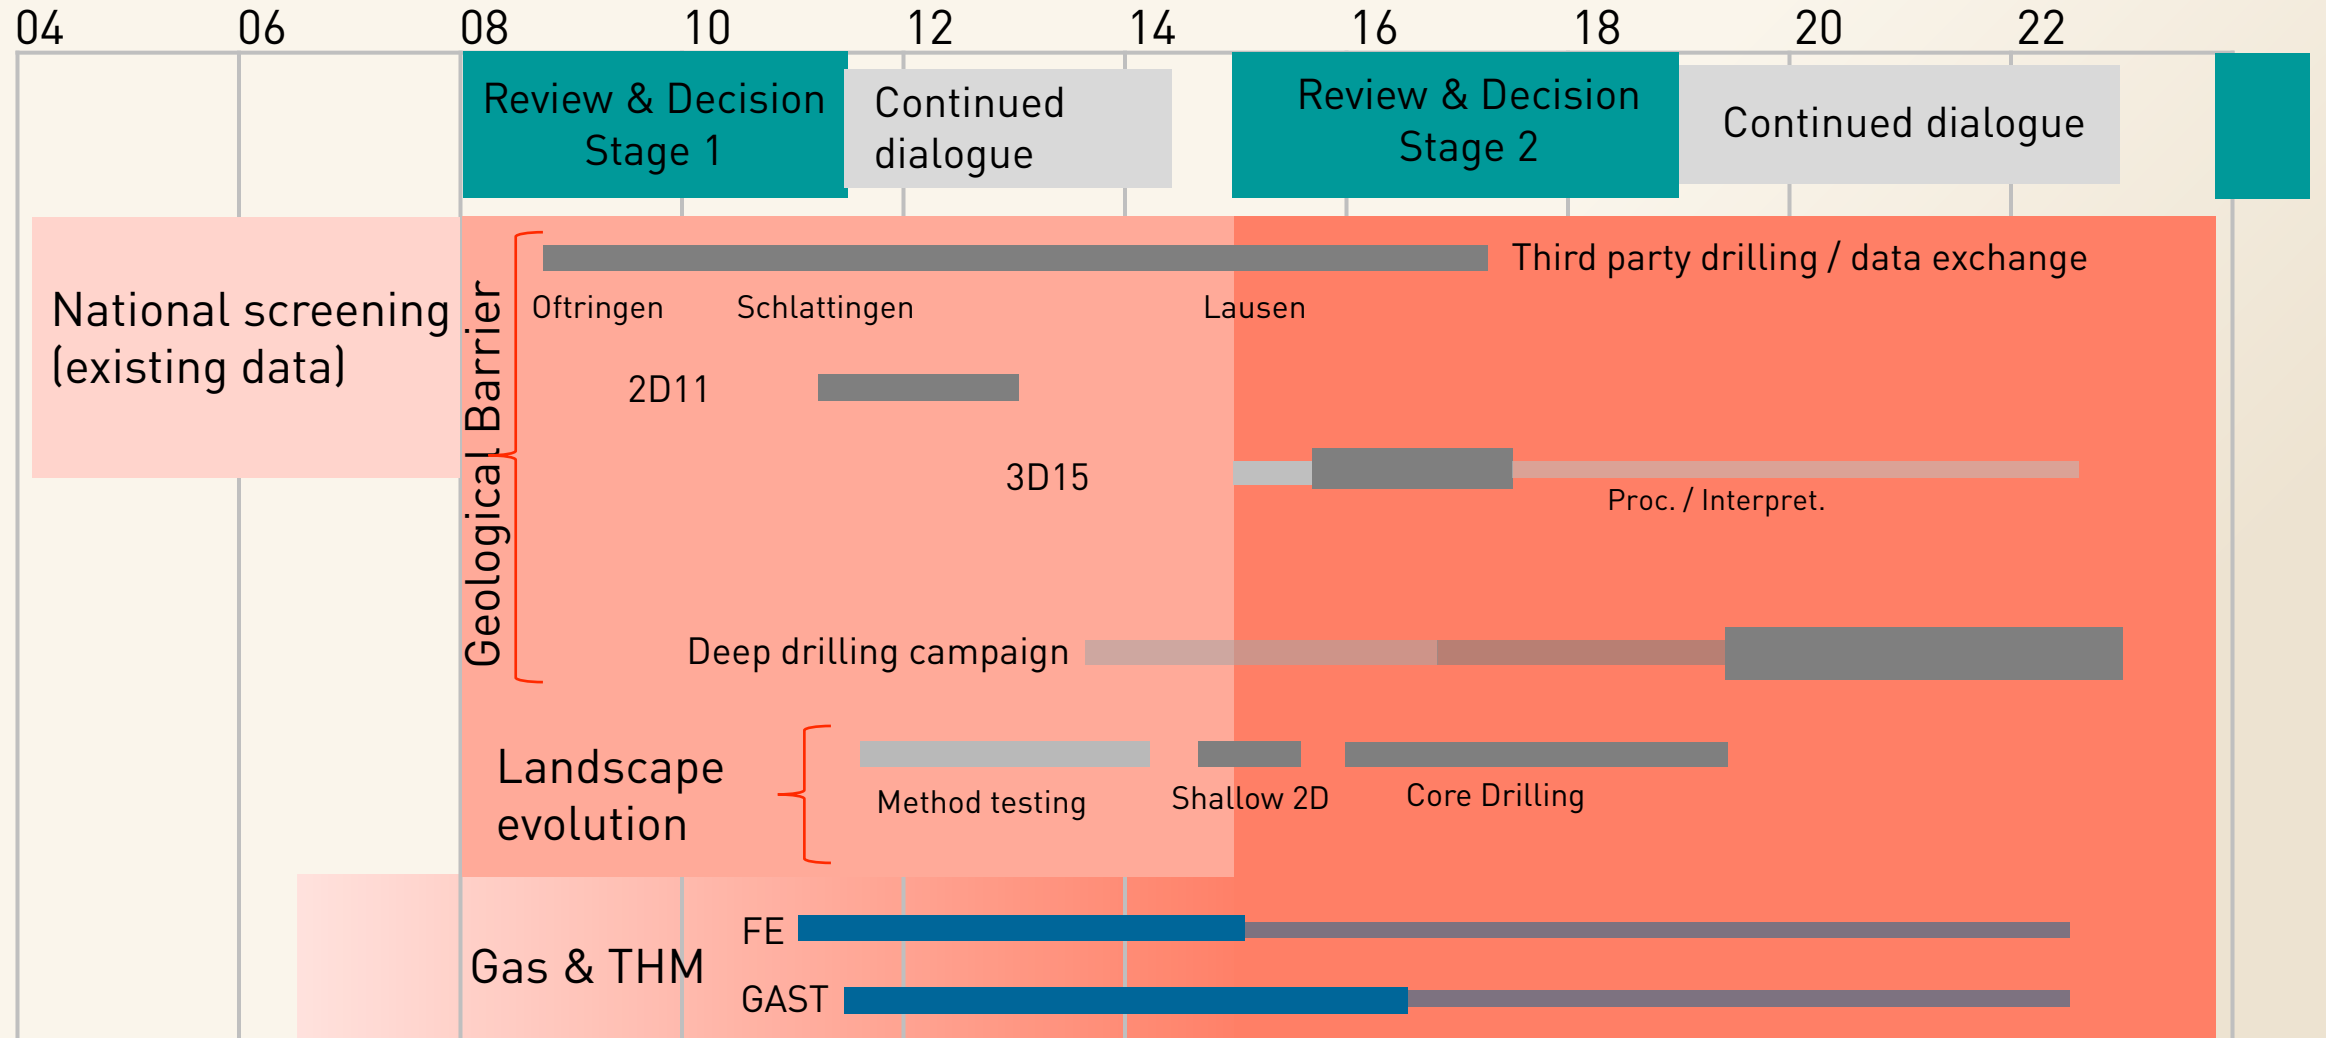 04 06 08 10 12 14 16 18 20 22
Review & Decision
Stage 1
Continued
dialogue
Review & Decision
Stage 2
Continued dialogue
National screening
(existing data)
Geological Barrier
Third party drilling / data exchange
Oftringen Schlattingen Lausen
2D11
3D15
Proc. / Interpret.
Deep drilling campaign
Landscape
evolution
Method testing
Shallow 2D
Core Drilling
Gas & THM
FE
GAST